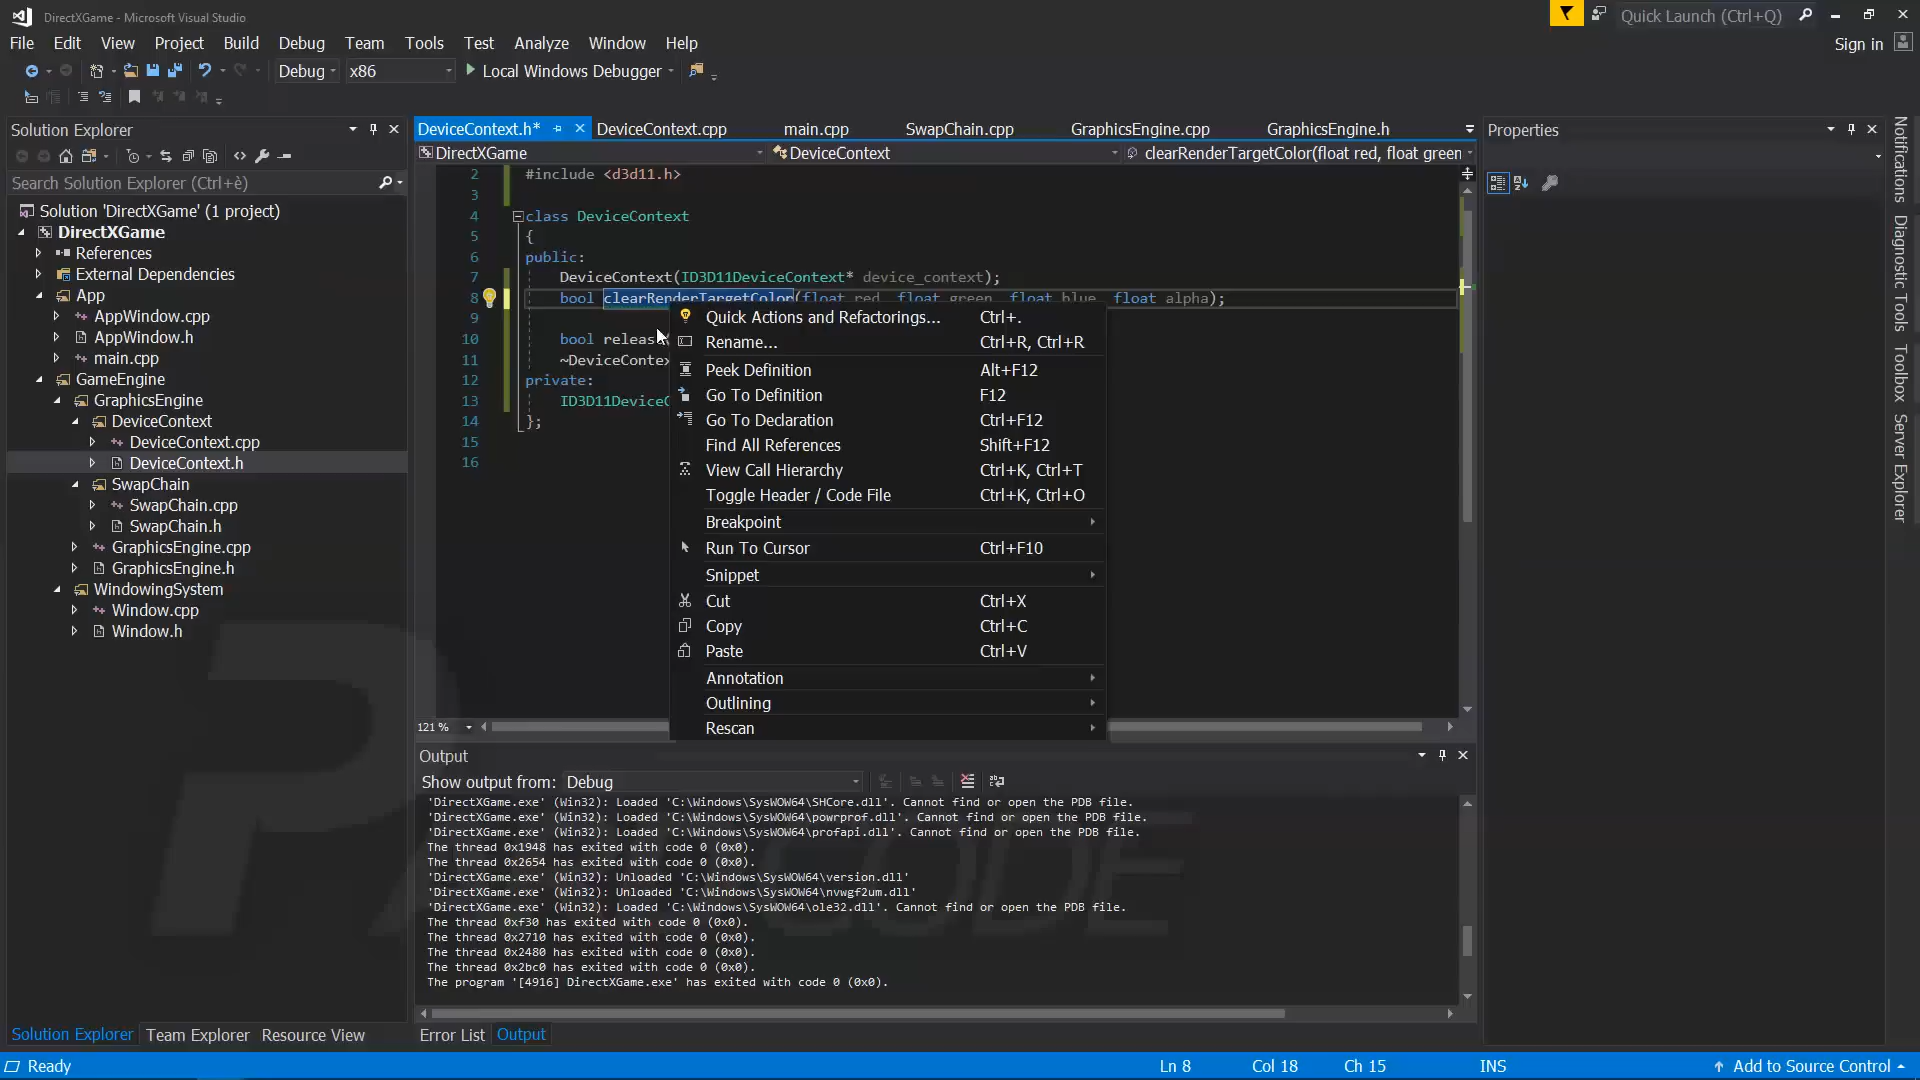 DirectXGame - Microsoft Visual Studio
Quick Launch (Ctrl+Q)
File Edit View Project Build Debug Team Tools Test Analyze Window Help
Sign in
Debug x86 Local Windows Debugger
Solution Explorer
Search Solution Explorer (Ctrl+è)
Solution 'DirectXGame' (1 project)
DirectXGame
References
External Dependencies
App
AppWindow.cpp
AppWindow.h
main.cpp
GameEngine
GraphicsEngine
DeviceContext
DeviceContext.cpp
DeviceContext.h
SwapChain
SwapChain.cpp
SwapChain.h
GraphicsEngine.cpp
GraphicsEngine.h
WindowingSystem
Window.cpp
Window.h
Solution Explorer Team Explorer Resource View
DeviceContext.h* DeviceContext.cpp main.cpp SwapChain.cpp GraphicsEngine.cpp GraphicsEngine.h
DirectXGame DeviceContext clearRenderTargetColor(float red, float green
2 #include <d3d11.h>
3
4 class DeviceContext
5 {
6 public:
7 DeviceContext(ID3D11DeviceContext* device_context);
8 bool clearRenderTargetColor(float red, float green, float blue, float alpha);
9
10 bool release
11 ~DeviceContex
12 private:
13 ID3D11DeviceC
14 };
15
16
Quick Actions and Refactorings... Ctrl+.
Rename... Ctrl+R, Ctrl+R
Peek Definition Alt+F12
Go To Definition F12
Go To Declaration Ctrl+F12
Find All References Shift+F12
View Call Hierarchy Ctrl+K, Ctrl+T
Toggle Header / Code File Ctrl+K, Ctrl+O
Breakpoint
Run To Cursor Ctrl+F10
Snippet
Cut Ctrl+X
Copy Ctrl+C
Paste Ctrl+V
Annotation
Outlining
Rescan
121 %
Output
Show output from: Debug
'DirectXGame.exe' (Win32): Loaded 'C:\Windows\SysWOW64\SHCore.dll'. Cannot find or open the PDB file.
'DirectXGame.exe' (Win32): Loaded 'C:\Windows\SysWOW64\powrprof.dll'. Cannot find or open the PDB file.
'DirectXGame.exe' (Win32): Loaded 'C:\Windows\SysWOW64\profapi.dll'. Cannot find or open the PDB file.
The thread 0x1948 has exited with code 0 (0x0).
The thread 0x2654 has exited with code 0 (0x0).
'DirectXGame.exe' (Win32): Unloaded 'C:\Windows\SysWOW64\version.dll'
'DirectXGame.exe' (Win32): Unloaded 'C:\Windows\SysWOW64\nvwgf2um.dll'
'DirectXGame.exe' (Win32): Loaded 'C:\Windows\SysWOW64\ole32.dll'. Cannot find or open the PDB file.
The thread 0xf30 has exited with code 0 (0x0).
The thread 0x2710 has exited with code 0 (0x0).
The thread 0x2480 has exited with code 0 (0x0).
The thread 0x2bc0 has exited with code 0 (0x0).
The program '[4916] DirectXGame.exe' has exited with code 0 (0x0).
Error List Output
Properties
Notifications
Diagnostic Tools
Toolbox
Server Explorer
Ready Ln 8 Col 18 Ch 15 INS Add to Source Control